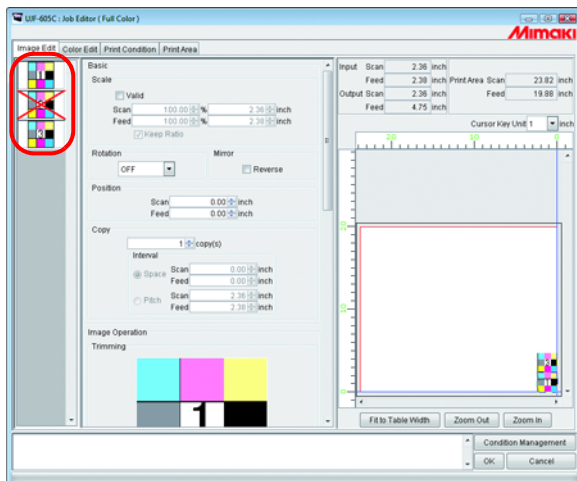 UJF-605C : Job Editor ( Full Color )
Mimaki
Image Edit Color Edit Print Condition Print Area
Basic
Scale
Valid
Scan 100.00 % 2.36 inch
Feed 100.00 % 2.38 inch
Keep Ratio
Rotation Mirror
OFF Reverse
Position
Scan 0.00 inch
Feed 0.00 inch
Copy
1 copy(s)
Interval
Space Scan 0.00 inch
Feed 0.00 inch
Pitch Scan 2.36 inch
Feed 2.38 inch
Image Operation
Trimming
1
1
3
Input Scan 2.36 inch
Feed 2.38 inch Print Area Scan 23.82 inch
Output Scan 2.36 inch Feed 19.88 inch
Feed 4.75 inch
Cursor Key Unit 1 inch
20 10 0
20
10
0
3
1
Fit to Table Width Zoom Out Zoom In
Condition Management
OK Cancel